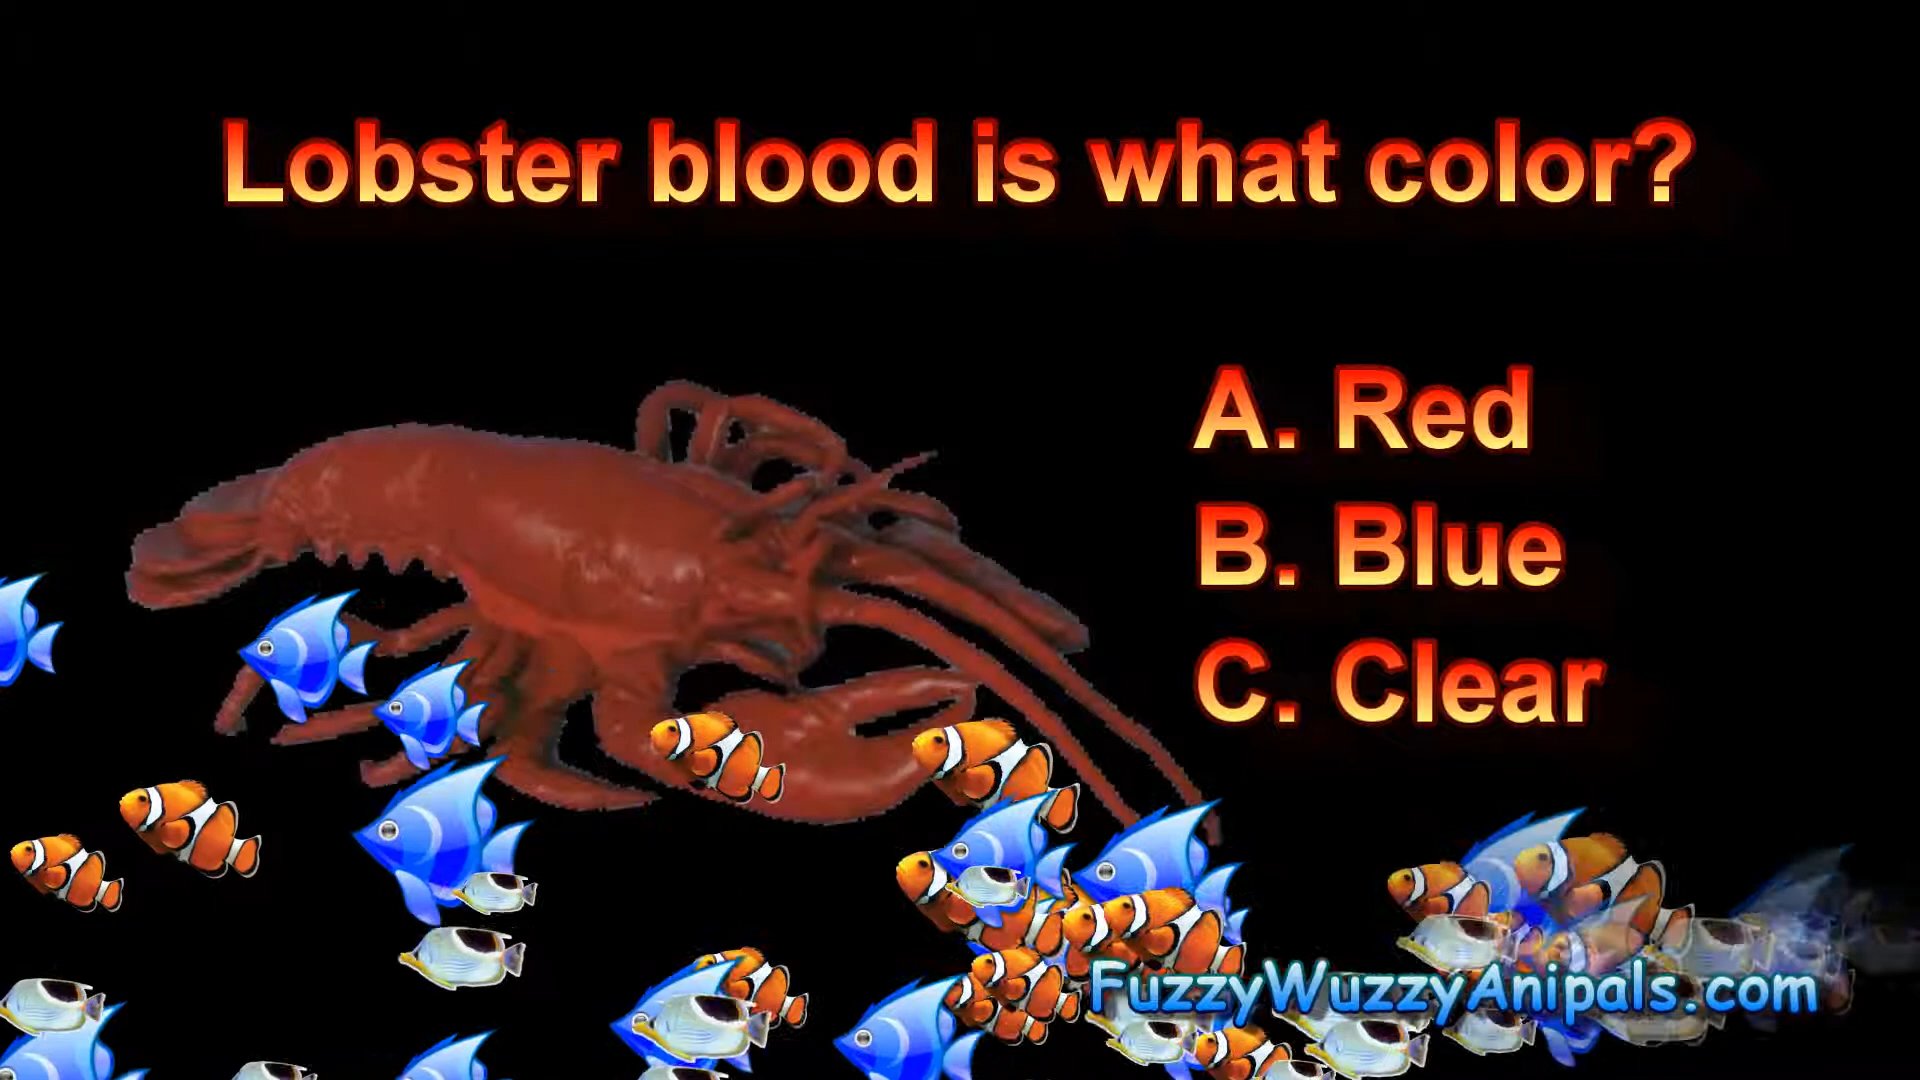 Lobster blood is what color?
A. Red
B. Blue
C. Clear
FuzzyWuzzyAnipals.com